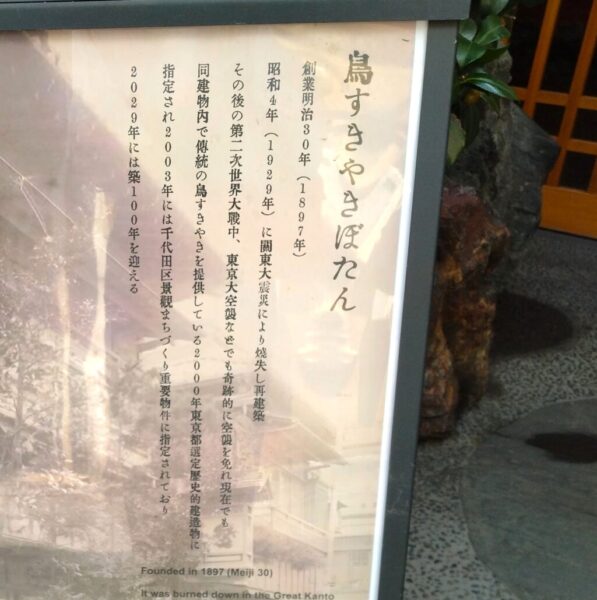 鳥すきやきぼたん
創業明治30年(1897年)
昭和4年(1929年)に關東大震災により燒失し再建築
その後の第二次世界大戰中、東京大空襲などでも奇跡的に空襲を免れ現在でも
同建物内で傳統の鳥すきやきを提供している2000年東京都選定歷史的建造物に
指定され2003年には千代田区景觀まちづくり重要物件に指定されており
2029年には築100年を迎える
Founded in 1897 (Meiji 30)
It was burned down in the Great Kanto